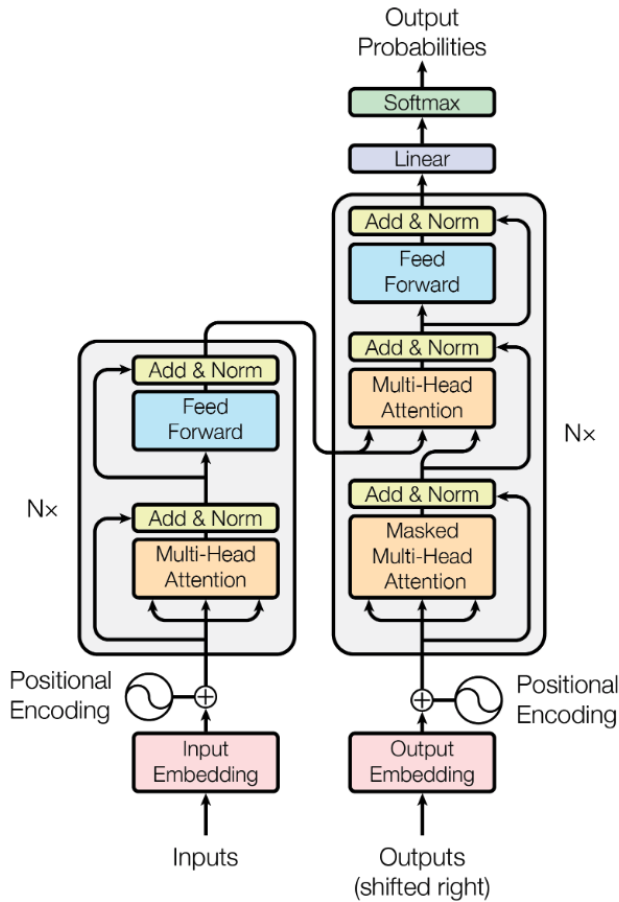 Output
Probabilities
Softmax
Linear
Add & Norm
Feed
Forward
Add & Norm
Multi-Head
Attention
Nx
Add & Norm
Masked
Multi-Head
Attention
Positional
Encoding
Output
Embedding
Outputs
(shifted right)
Add & Norm
Feed
Forward
Nx
Add & Norm
Multi-Head
Attention
Positional
Encoding
Input
Embedding
Inputs